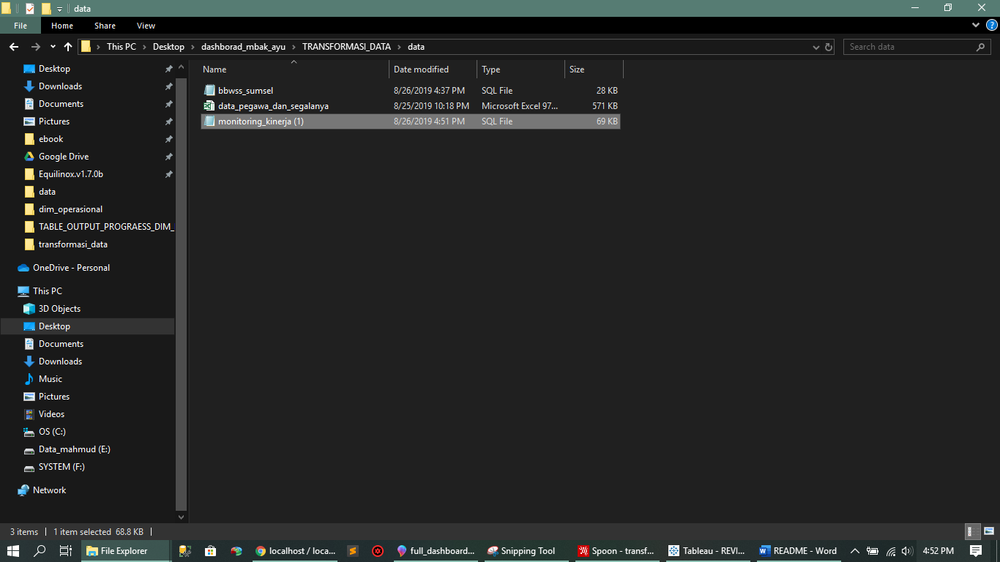 data
File Home Share View
This PC Desktop dashborad_mbak_ayu TRANSFORMASI_DATA data
Search data
Name Date modified Type Size
bbwss_sumsel 8/26/2019 4:37 PM SQL File 28 KB
data_pegawa_dan_segalanya 8/25/2019 10:18 PM Microsoft Excel 97... 571 KB
monitoring_kinerja (1) 8/26/2019 4:51 PM SQL File 69 KB
Desktop
Downloads
Documents
Pictures
ebook
Google Drive
Equilinox.v1.7.0b
data
dim_operasional
TABLE_OUTPUT_PROGRAESS_DIM_
transformasi_data
OneDrive - Personal
This PC
3D Objects
Desktop
Documents
Downloads
Music
Pictures
Videos
OS (C:)
Data_mahmud (E:)
SYSTEM (F:)
Network
3 items 1 item selected 68.8 KB
File Explorer localhost / loca... full_dashboard... Snipping Tool Spoon - transf... Tableau - REVI... README - Word 4:52 PM